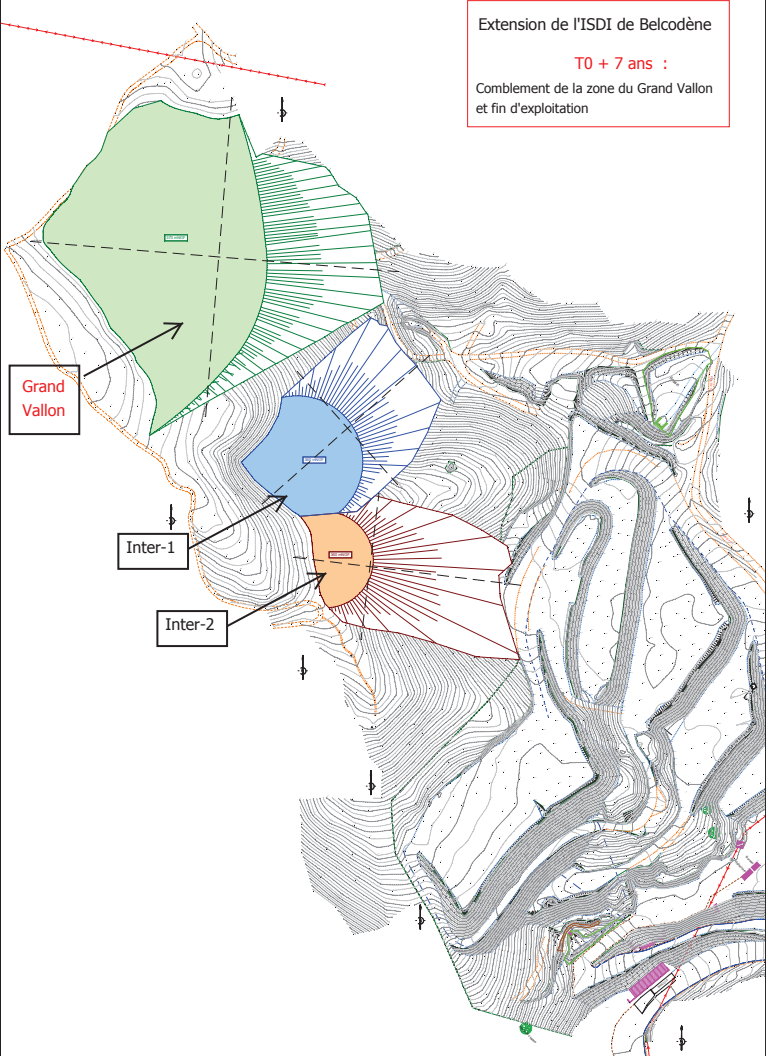 Extension de l'ISDI de Belcodène
T0 + 7 ans :
Comblement de la zone du Grand Vallon
et fin d'exploitation
Grand
Vallon
Inter-1
Inter-2